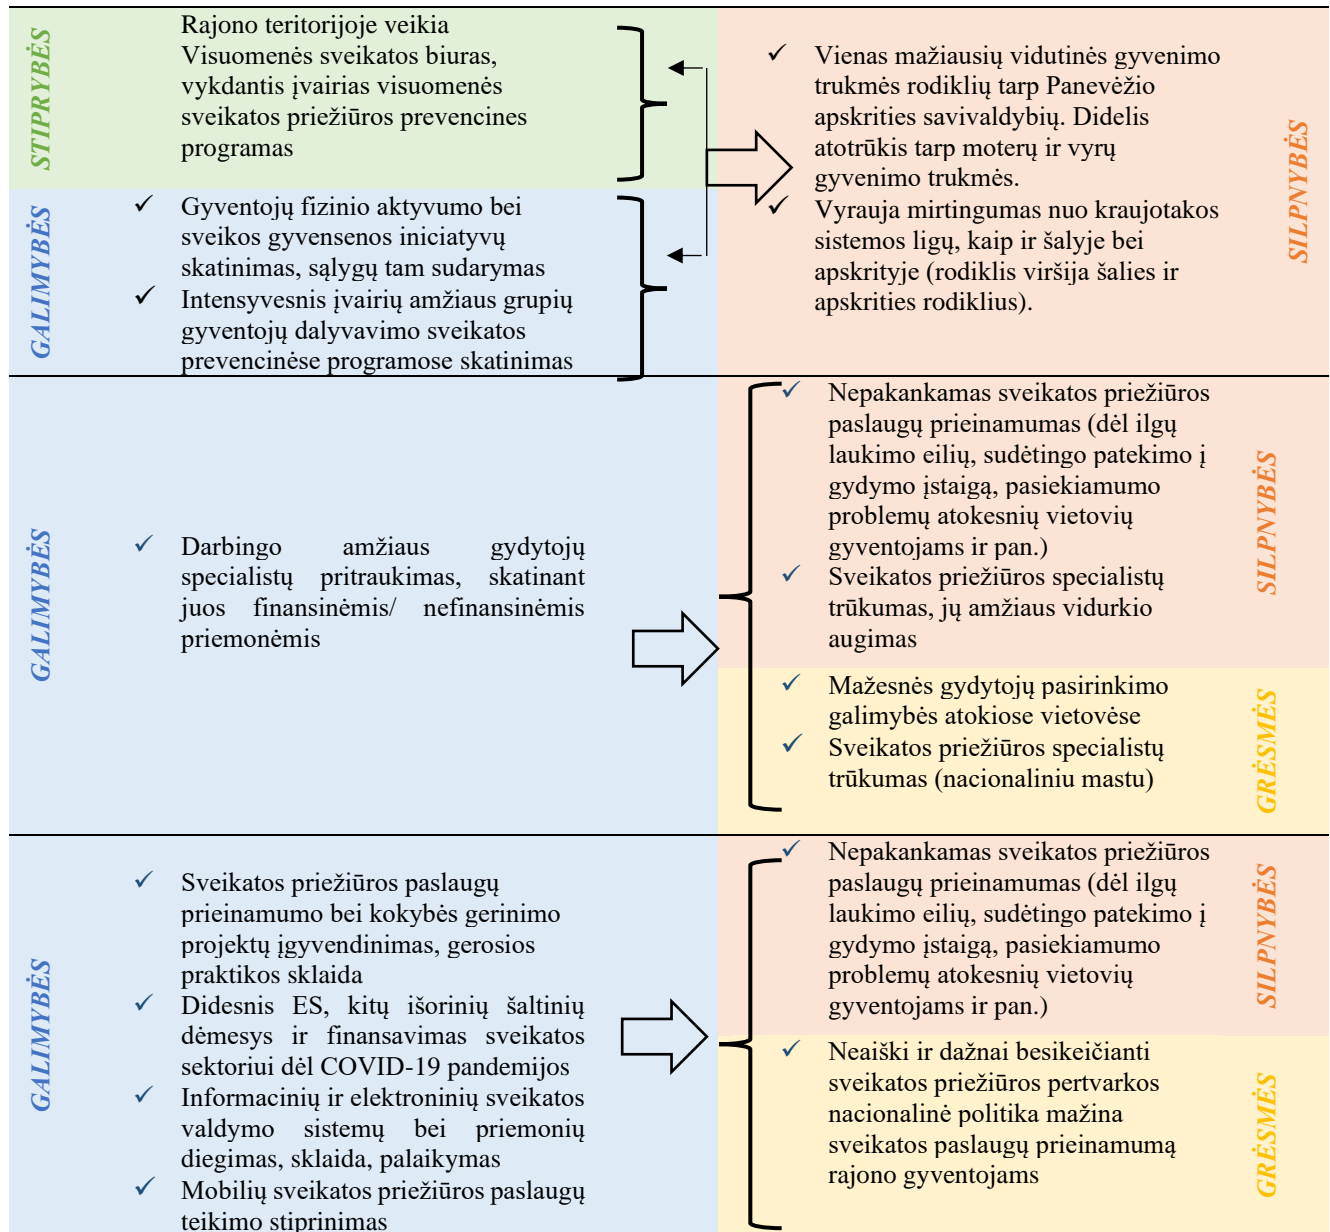 STIPRYBĖS
Rajono teritorijoje veikia
Visuomenės sveikatos biuras,
vykdantis įvairias visuomenės
sveikatos priežiūros prevencines
programas
GALIMYBĖS
✓ Gyventojų fizinio aktyvumo bei
sveikos gyvensenos iniciatyvų
skatinimas, sąlygų tam sudarymas
✓ Intensyvesnis įvairių amžiaus grupių
gyventojų dalyvavimo sveikatos
prevencinėse programose skatinimas
✓ Vienas mažiausių vidutinės gyvenimo
trukmės rodiklių tarp Panevėžio
apskrities savivaldybių. Didelis
atotrūkis tarp moterų ir vyrų
gyvenimo trukmės.
✓ Vyrauja mirtingumas nuo kraujotakos
sistemos ligų, kaip ir šalyje bei
apskrityje (rodiklis viršija šalies ir
apskrities rodiklius).
SILPNYBĖS
GALIMYBĖS
✓ Darbingo amžiaus gydytojų
specialistų pritraukimas, skatinant
juos finansinėmis/ nefinansinėmis
priemonėmis
✓ Nepakankamas sveikatos priežiūros
paslaugų prieinamumas (dėl ilgų
laukimo eilių, sudėtingo patekimo į
gydymo įstaigą, pasiekiamumo
problemų atokesnių vietovių
gyventojams ir pan.)
✓ Sveikatos priežiūros specialistų
trūkumas, jų amžiaus vidurkio
augimas
SILPNYBĖS
✓ Mažesnės gydytojų pasirinkimo
galimybės atokiose vietovėse
✓ Sveikatos priežiūros specialistų
trūkumas (nacionaliniu mastu)
GRĖSMĖS
GALIMYBĖS
✓ Sveikatos priežiūros paslaugų
prieinamumo bei kokybės gerinimo
projektų įgyvendinimas, gerosios
praktikos sklaida
✓ Didesnis ES, kitų išorinių šaltinių
dėmesys ir finansavimas sveikatos
sektoriui dėl COVID-19 pandemijos
✓ Informacinių ir elektroninių sveikatos
valdymo sistemų bei priemonių
diegimas, sklaida, palaikymas
✓ Mobilių sveikatos priežiūros paslaugų
teikimo stiprinimas
✓ Nepakankamas sveikatos priežiūros
paslaugų prieinamumas (dėl ilgų
laukimo eilių, sudėtingo patekimo į
gydymo įstaigą, pasiekiamumo
problemų atokesnių vietovių
gyventojams ir pan.)
SILPNYBĖS
✓ Neaiški ir dažnai besikeičianti
sveikatos priežiūros pertvarkos
nacionalinė politika mažina
sveikatos paslaugų prieinamumą
rajono gyventojams
GRĖSMĖS